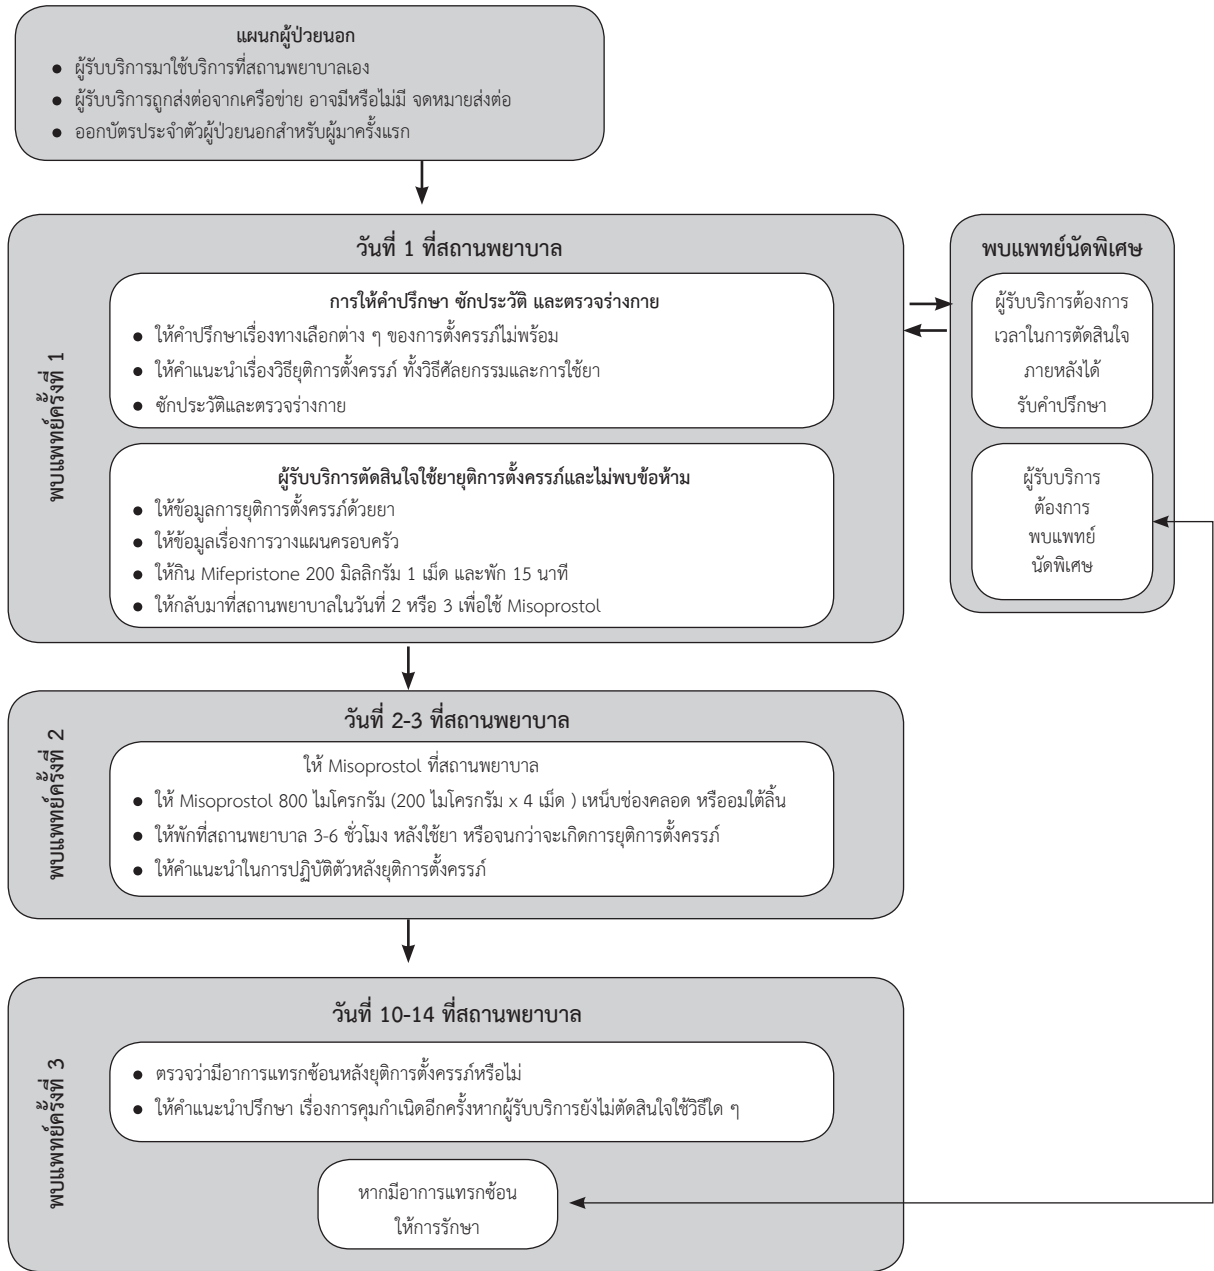 แผนกผู้ป่วยนอก
● ผู้รับบริการมาใช้บริการที่สถานพยาบาลเอง
● ผู้รับบริการถูกส่งต่อจากเครือข่าย อาจมีหรือไม่มี จดหมายส่งต่อ
● ออกบัตรประจำตัวผู้ป่วยนอกสำหรับผู้มาครั้งแรก
พบแพทย์ครั้งที่ 1
วันที่ 1 ที่สถานพยาบาล
การให้คำปรึกษา ซักประวัติ และตรวจร่างกาย
● ให้คำปรึกษาเรื่องทางเลือกต่าง ๆ ของการตั้งครรภ์ไม่พร้อม
● ให้คำแนะนำเรื่องวิธียุติการตั้งครรภ์ ทั้งวิธีศัลยกรรมและการใช้ยา
● ซักประวัติและตรวจร่างกาย
ผู้รับบริการตัดสินใจใช้ยายุติการตั้งครรภ์และไม่พบข้อห้าม
● ให้ข้อมูลการยุติการตั้งครรภ์ด้วยยา
● ให้ข้อมูลเรื่องการวางแผนครอบครัว
● ให้กิน Mifepristone 200 มิลลิกรัม 1 เม็ด และพัก 15 นาที
● ให้กลับมาที่สถานพยาบาลในวันที่ 2 หรือ 3 เพื่อใช้ Misoprostol
พบแพทย์นัดพิเศษ
ผู้รับบริการต้องการ
เวลาในการตัดสินใจ
ภายหลังได้
รับคำปรึกษา
ผู้รับบริการ
ต้องการ
พบแพทย์
นัดพิเศษ
พบแพทย์ครั้งที่ 2
วันที่ 2-3 ที่สถานพยาบาล
ให้ Misoprostol ที่สถานพยาบาล
● ให้ Misoprostol 800 ไมโครกรัม (200 ไมโครกรัม x 4 เม็ด ) เหน็บช่องคลอด หรืออมใต้ลิ้น
● ให้พักที่สถานพยาบาล 3-6 ชั่วโมง หลังใช้ยา หรือจนกว่าจะเกิดการยุติการตั้งครรภ์
● ให้คำแนะนำในการปฏิบัติตัวหลังยุติการตั้งครรภ์
พบแพทย์ครั้งที่ 3
วันที่ 10-14 ที่สถานพยาบาล
● ตรวจว่ามีอาการแทรกซ้อนหลังยุติการตั้งครรภ์หรือไม่
● ให้คำแนะนำปรึกษา เรื่องการคุมกำเนิดอีกครั้งหากผู้รับบริการยังไม่ตัดสินใจใช้วิธีใด ๆ
หากมีอาการแทรกซ้อน
ให้การรักษา